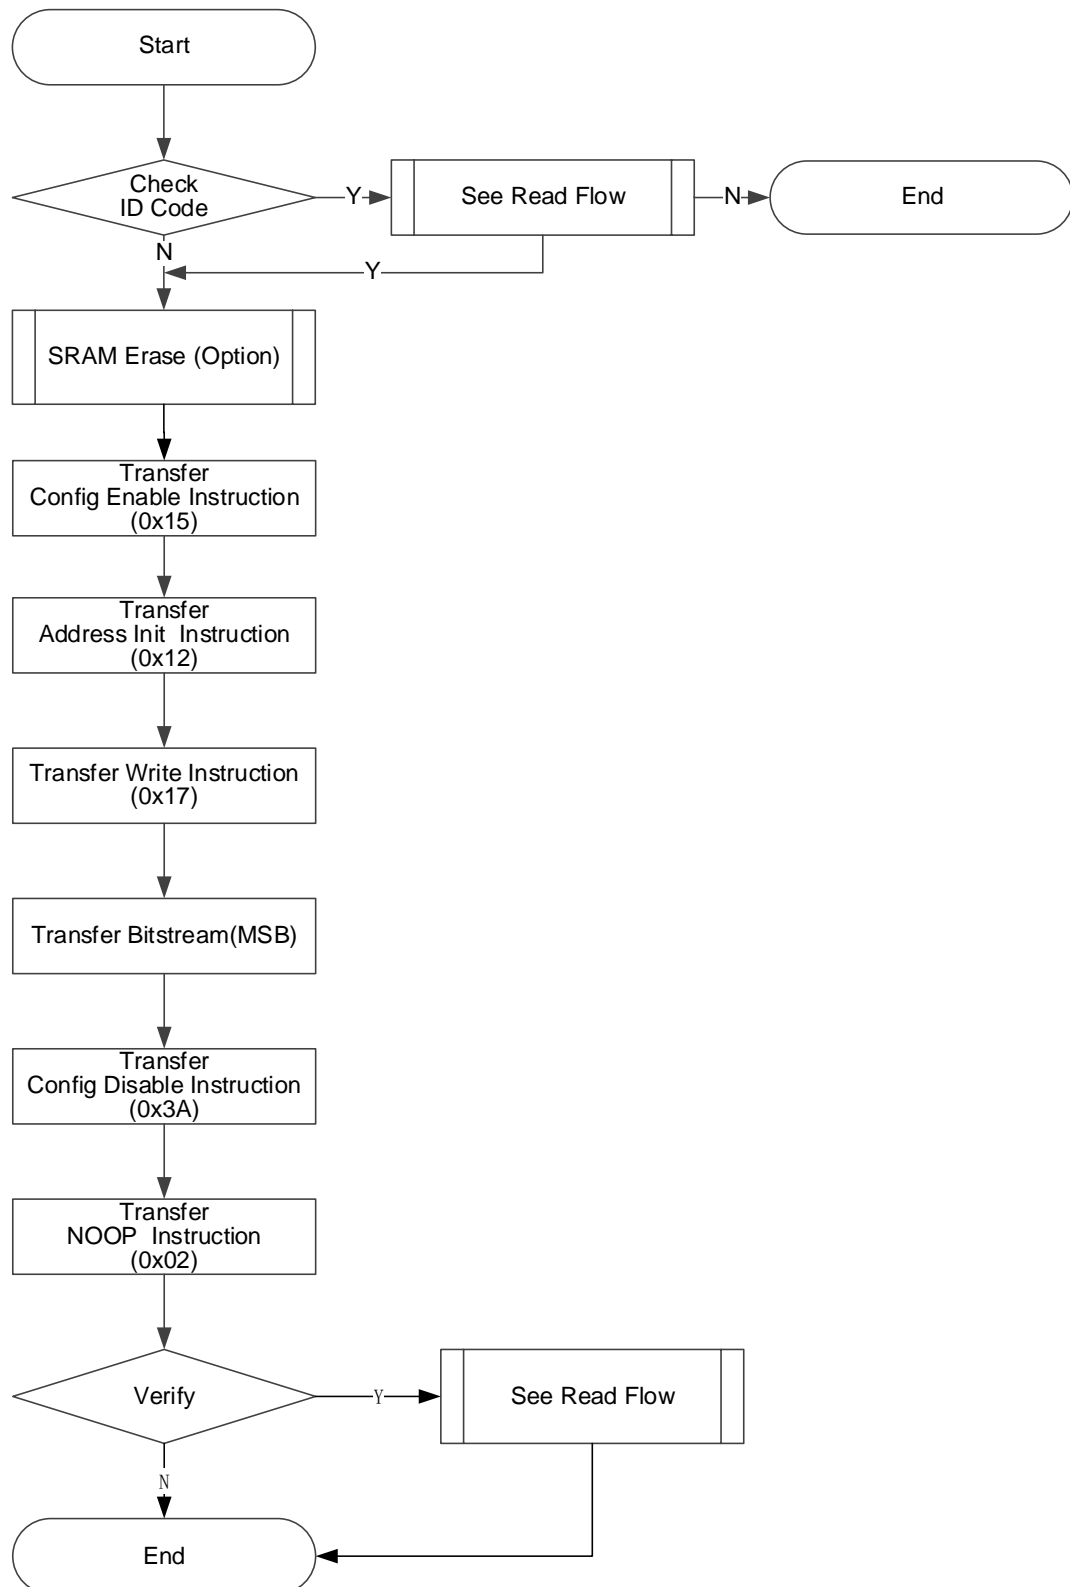 Start
Check
ID Code
Y
See Read Flow
N
End
N
Y
SRAM Erase (Option)
Transfer
Config Enable Instruction
(0x15)
Transfer
Address Init  Instruction
(0x12)
Transfer Write Instruction
(0x17)
Transfer Bitstream(MSB)
Transfer
Config Disable Instruction
(0x3A)
Transfer
NOOP  Instruction
(0x02)
Verify
Y
See Read Flow
N
End